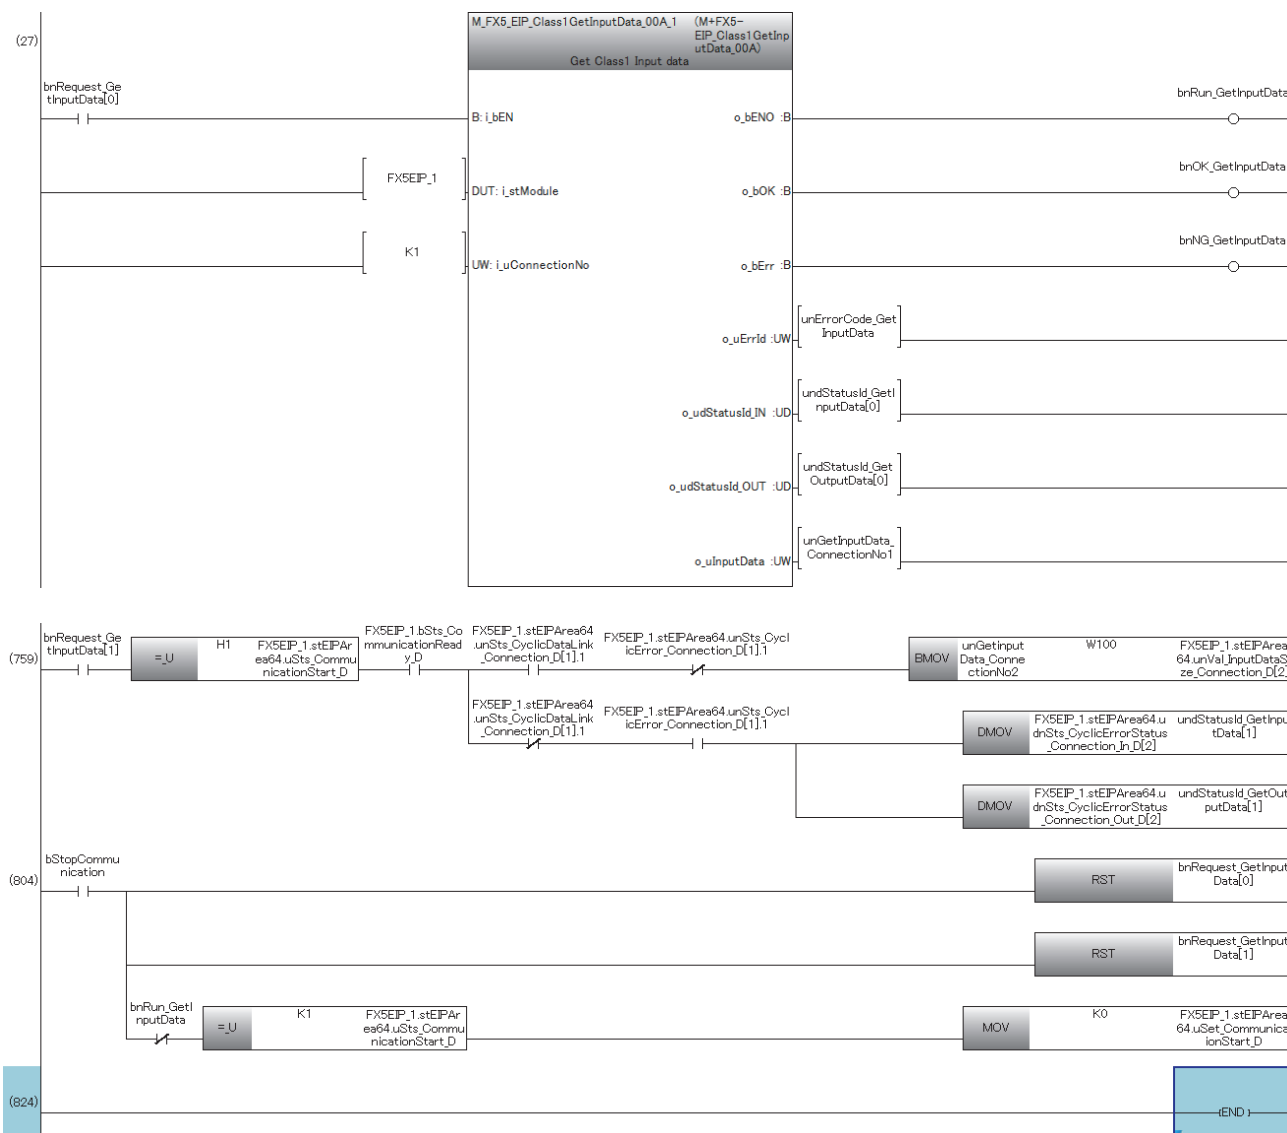 M_FX5_EIP_Class1GetInputData_00A_1 (M+FX5-
EIP_Class1GetInp
utData_00A)
Get Class1 Input data
(27)
bnRequest_Ge
tInputData[0]
B: i_bEN
o_bENO :B
bnRun_GetInputData
FX5EIP_1
DUT: i_stModule
o_bOK :B
bnOK_GetInputData
K1
UW: i_uConnectionNo
o_bErr :B
bnNG_GetInputData
o_uErrId :UW
unErrorCode_Get
InputData
o_udStatusId_IN :UD
undStatusId_GetI
nputData[0]
o_udStatusId_OUT :UD
undStatusId_Get
OutputData[0]
o_uInputData :UW
unGetInputData_
ConnectionNo1
(759)
bnRequest_Ge
tInputData[1]
=_U
H1
FX5EIP_1.stEIPAr
ea64.uSts_Commu
nicationStart_D
FX5EIP_1.bSts_Co
mmunicationRead
y_D
FX5EIP_1.stEIPArea64
.unSts_CyclicDataLink
_Connection_D[1].1
FX5EIP_1.stEIPArea64.unSts_Cycl
icError_Connection_D[1].1
BMOV
unGetinput
Data_Conne
ctionNo2
W100
FX5EIP_1.stEIPArea
64.unVal_InputDataS
ze_Connection_D[2]
FX5EIP_1.stEIPArea64
.unSts_CyclicDataLink
_Connection_D[1].1
FX5EIP_1.stEIPArea64.unSts_Cycl
icError_Connection_D[1].1
DMOV
FX5EIP_1.stEIPArea64.u
dnSts_CyclicErrorStatus
_Connection_In_D[2]
undStatusId_GetInpu
tData[1]
DMOV
FX5EIP_1.stEIPArea64.u
dnSts_CyclicErrorStatus
_Connection_Out_D[2]
undStatusId_GetOut
putData[1]
(804)
bStopCommu
nication
RST
bnRequest_GetInput
Data[0]
RST
bnRequest_GetInput
Data[1]
bnRun_GetI
nputData
=_U
K1
FX5EIP_1.stEIPAr
ea64.uSts_Commu
nicationStart_D
MOV
K0
FX5EIP_1.stEIPArea
64.uSet_Communica
ionStart_D
(824)
[END]